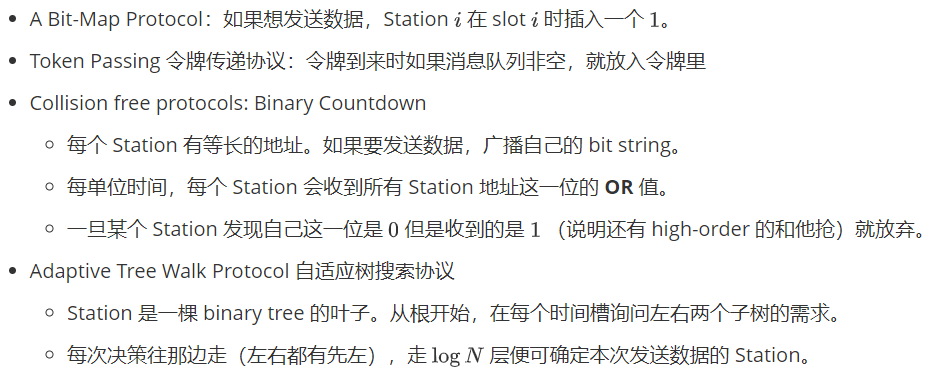 A Bit-Map Protocol：如果想发送数据，Station i 在 slot i 时插入一个 1。
Token Passing 令牌传递协议：令牌到来时如果消息队列非空，就放入令牌里
Collision free protocols: Binary Countdown
每个 Station 有等长的地址。如果要发送数据，广播自己的 bit string。
每单位时间，每个 Station 会收到所有 Station 地址这一位的 OR 值。
一旦某个 Station 发现自己这一位是 0 但是收到的是 1 （说明还有 high-order 的和他抢）就放弃。
Adaptive Tree Walk Protocol 自适应树搜索协议
Station 是一棵 binary tree 的叶子。从根开始，在每个时间槽询问左右两个子树的需求。
每次决策往那边走（左右都有先左），走 log N 层便可确定本次发送数据的 Station。